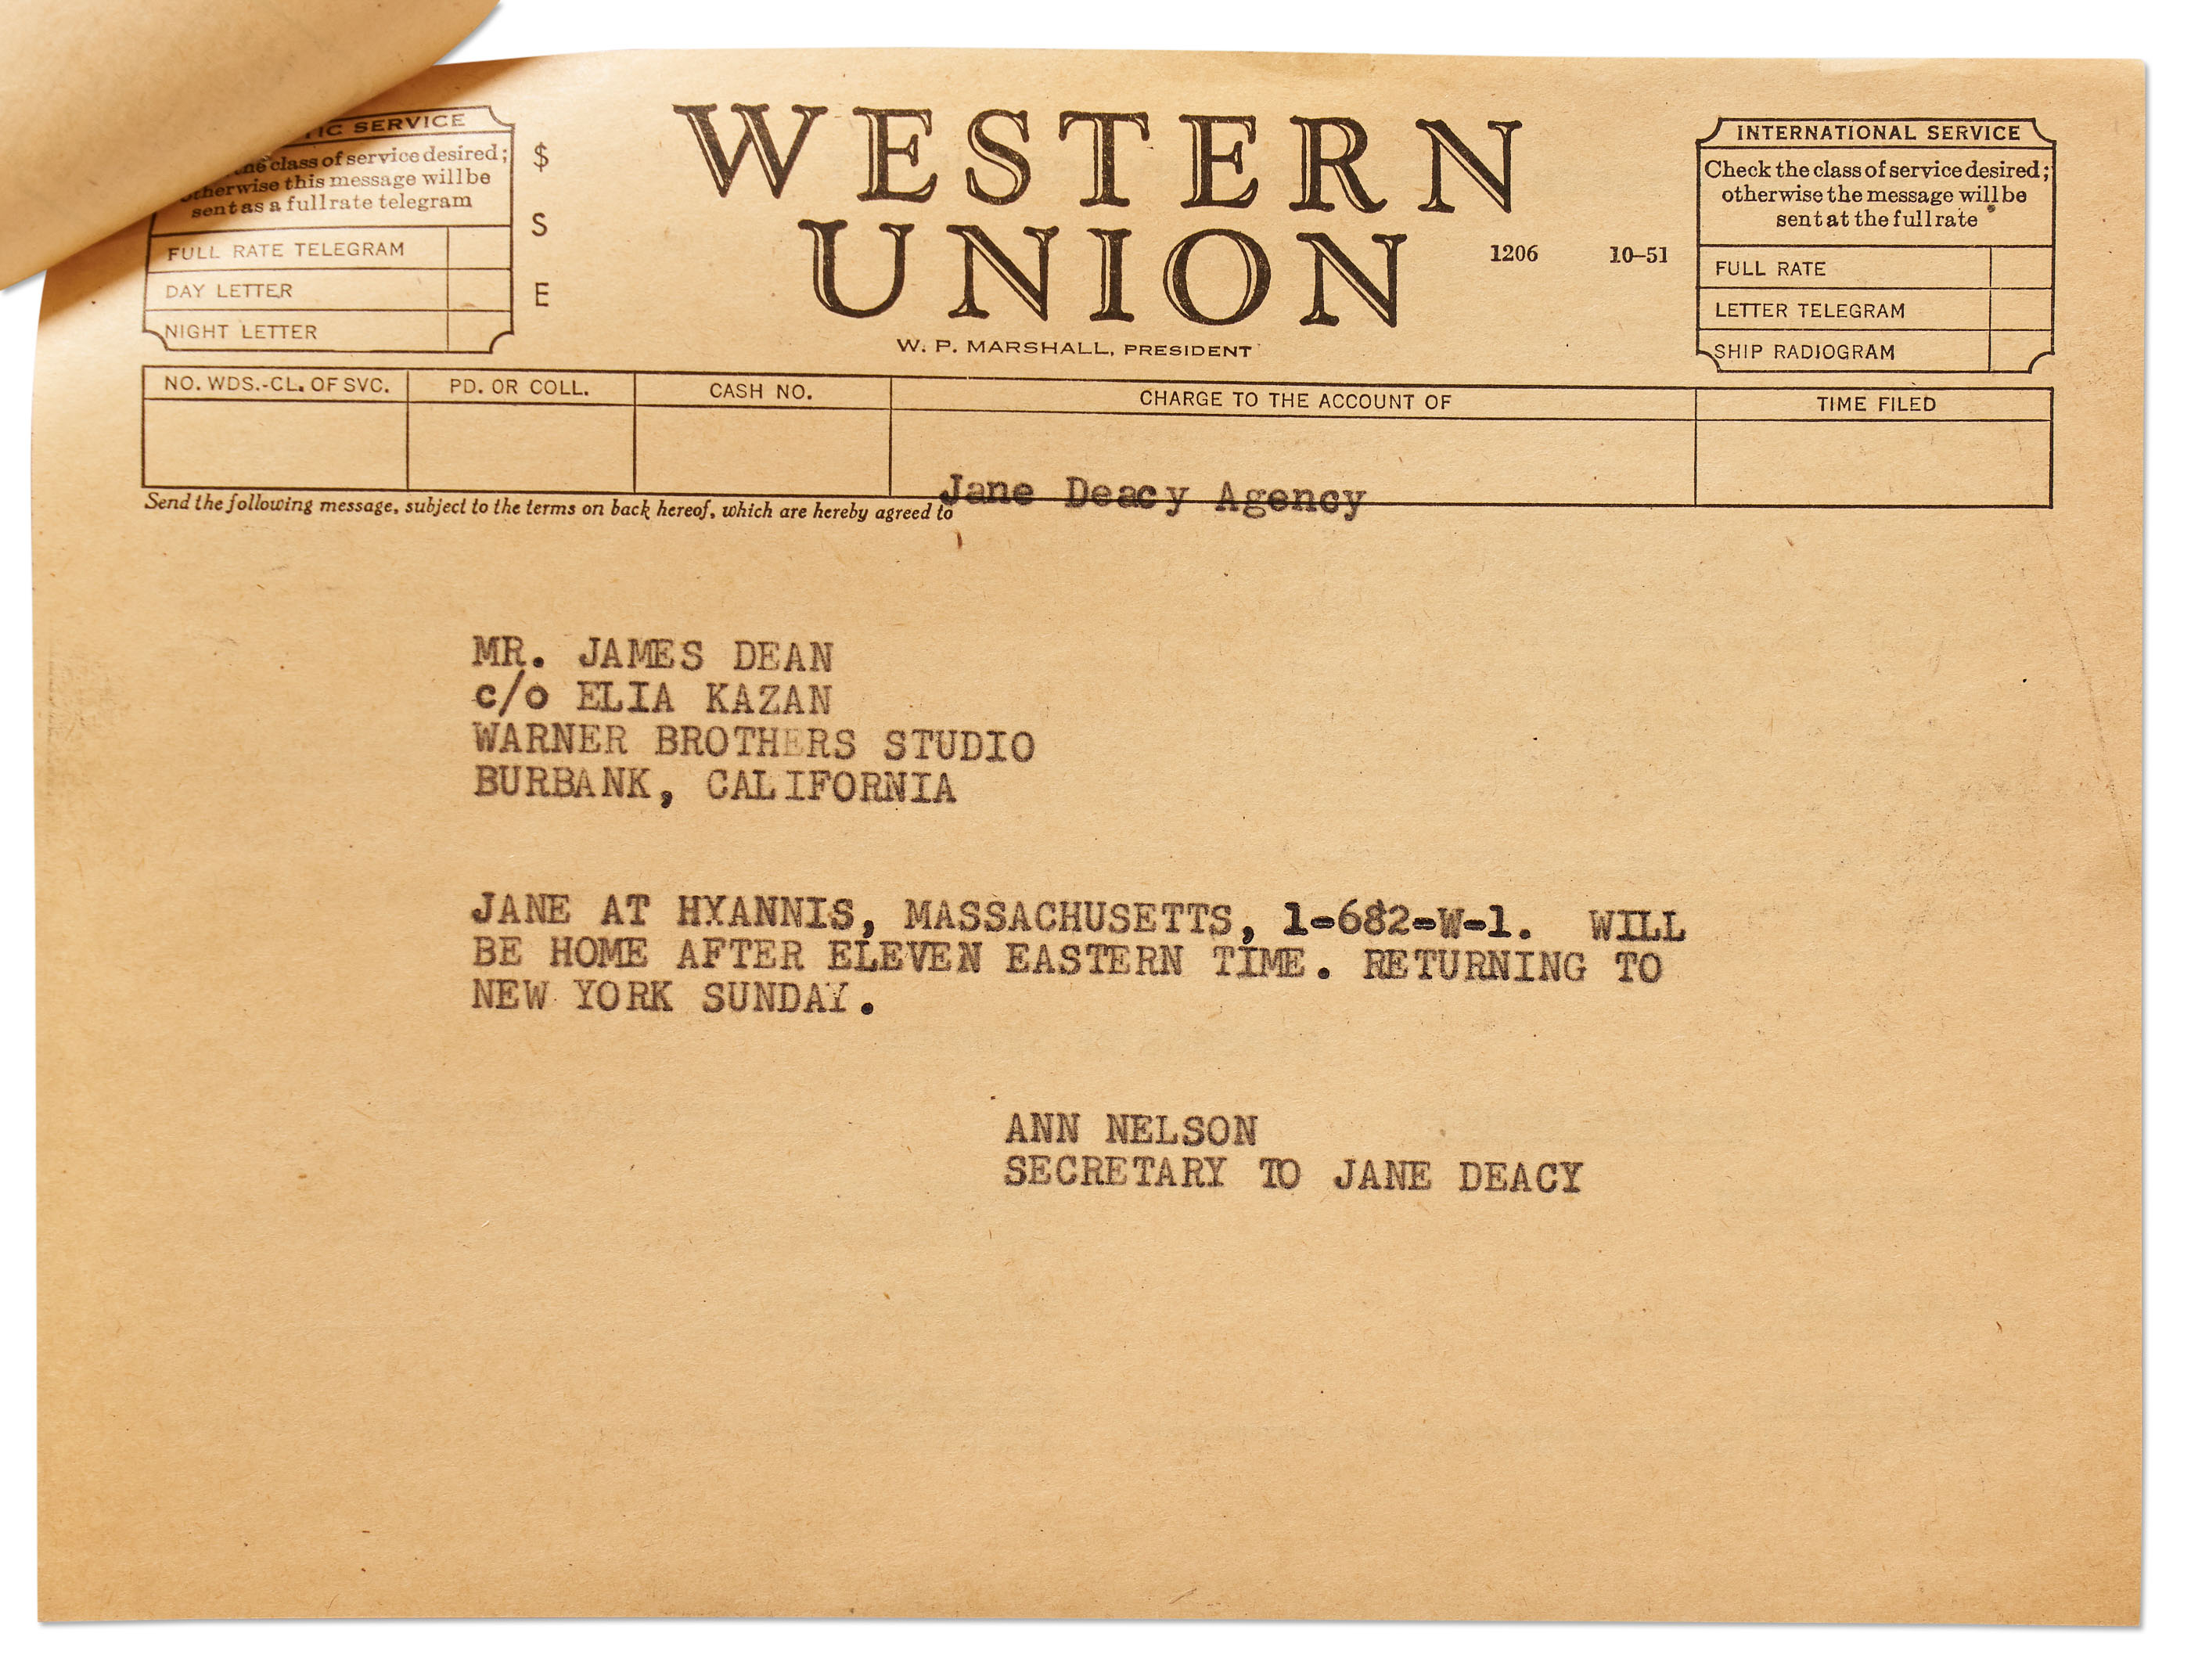 TIC SERVICE
class of service desired;
otherwise this message will be
sent as a full rate telegram
FULL RATE TELEGRAM
DAY LETTER
NIGHT LETTER
$
S
E
WESTERN
UNION
1206 10-51
W. P. MARSHALL, PRESIDENT
INTERNATIONAL SERVICE
Check the class of service desired;
otherwise the message will be
sent at the full rate
FULL RATE
LETTER TELEGRAM
SHIP RADIOGRAM
NO. WDS.-CL. OF SVC. PD. OR COLL. CASH NO. CHARGE TO THE ACCOUNT OF TIME FILED
Jane Deacy Agency
Send the following message, subject to the terms on back hereof, which are hereby agreed to
MR. JAMES DEAN
c/o ELIA KAZAN
WARNER BROTHERS STUDIO
BURBANK, CALIFORNIA
JANE AT HYANNIS, MASSACHUSETTS, 1-682-W-1. WILL
BE HOME AFTER ELEVEN EASTERN TIME. RETURNING TO
NEW YORK SUNDAY.
ANN NELSON
SECRETARY TO JANE DEACY